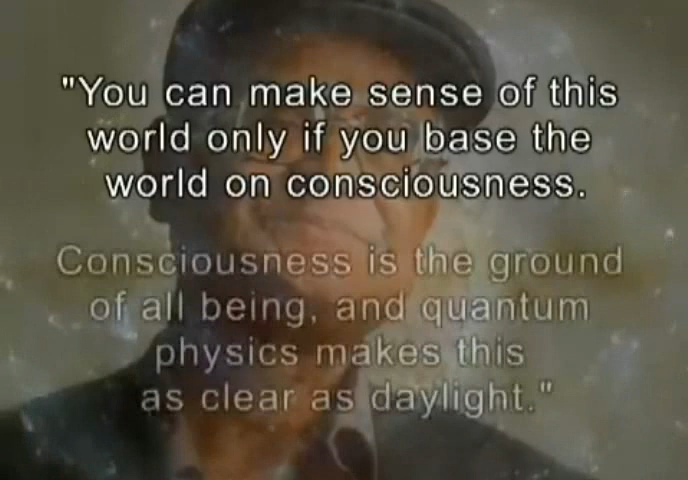 "You can make sense of this
world only if you base the
world on consciousness.
Consciousness is the ground
of all being, and quantum
physics makes this
as clear as daylight."